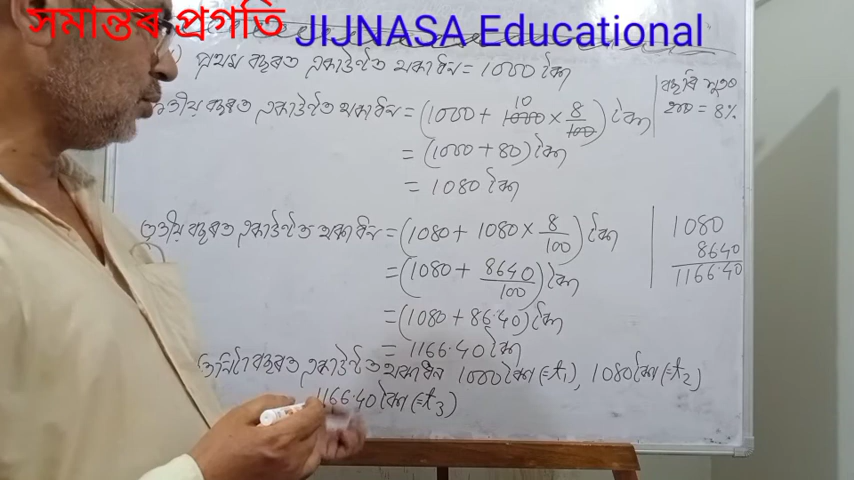 সমান্তৰ প্ৰগতি JIJNASA Educational
প্ৰথম বছৰত একাউণ্টত থকা ধন = 1000 টকা
বছৰি সুতৰ
হাৰ = 8%
দ্বিতীয় বছৰত একাউণ্টত থকা ধন = (1000 + 1000 × 8/100) টকা
10
= (1000 + 80) টকা
= 1080 টকা
তৃতীয় বছৰত একাউণ্টত থকা ধন = (1080 + 1080 × 8/100) টকা
= (1080 + 8640/100) টকা
= (1080 + 86.40) টকা
= 1166.40 টকা
1080
8640
1166.40
বছৰত একাউণ্টত থকা ধন 1000 টকা (=t₁), 1080 টকা (=t₂)
1166.40 টকা (=t₃)